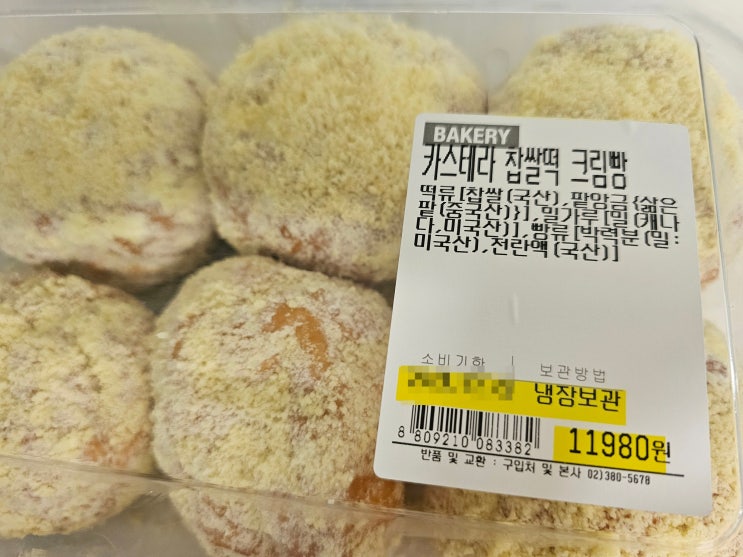 BAKERY
카스테라 찹쌀떡 크림빵
떡류[찹쌀(국산),팥앙금{삶은
팥(중국산)}],밀가루[밀(캐나
다,미국산)],빵류[박력분(밀:
미국산),전란액(국산)]
소비기한 | 보관방법
냉장보관
8 809210 083382
11980원
반품 및 교환 : 구입처 및 본사 02)380-5678